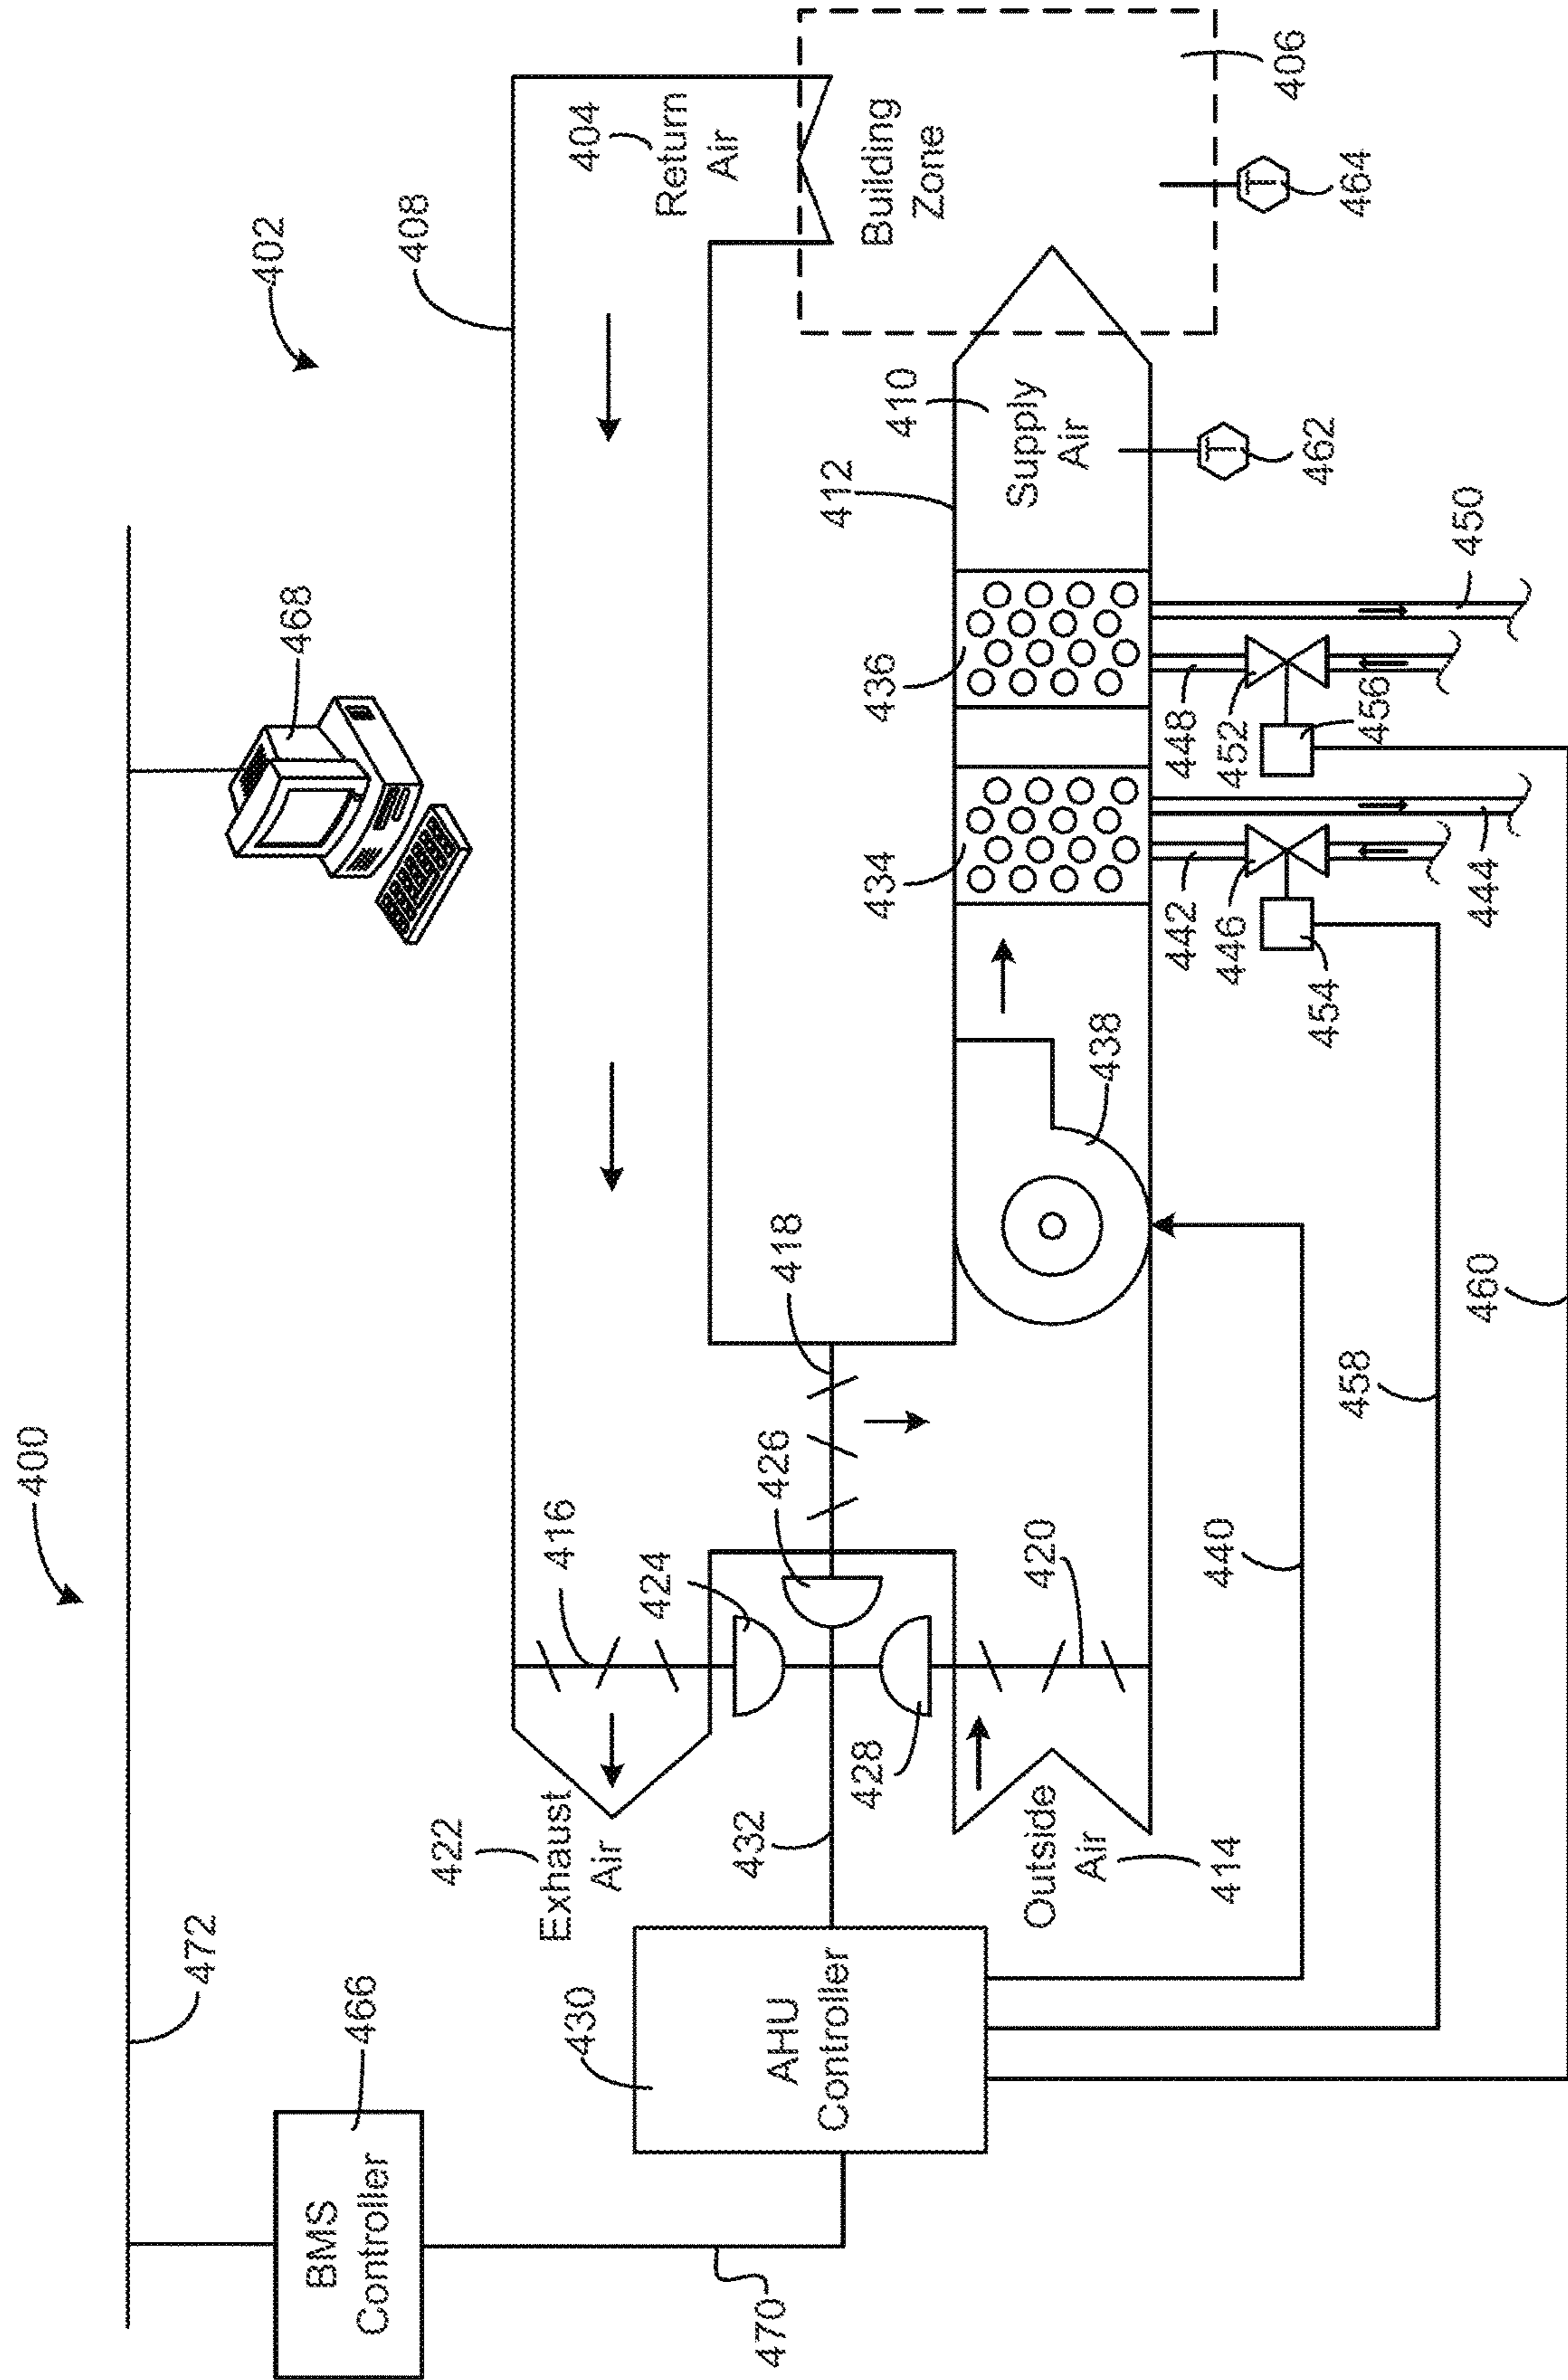 400
402
472
BMS
Controller
466
470
468
408
404
Return
Air
406
Building
Zone
422
Exhaust
Air
416
424
426
418
428
432
430
AHU
Controller
Outside
Air
414
420
438
434
436
412
410
Supply
Air
462
T
464
T
442
446
454
444
448
452
456
450
440
458
460